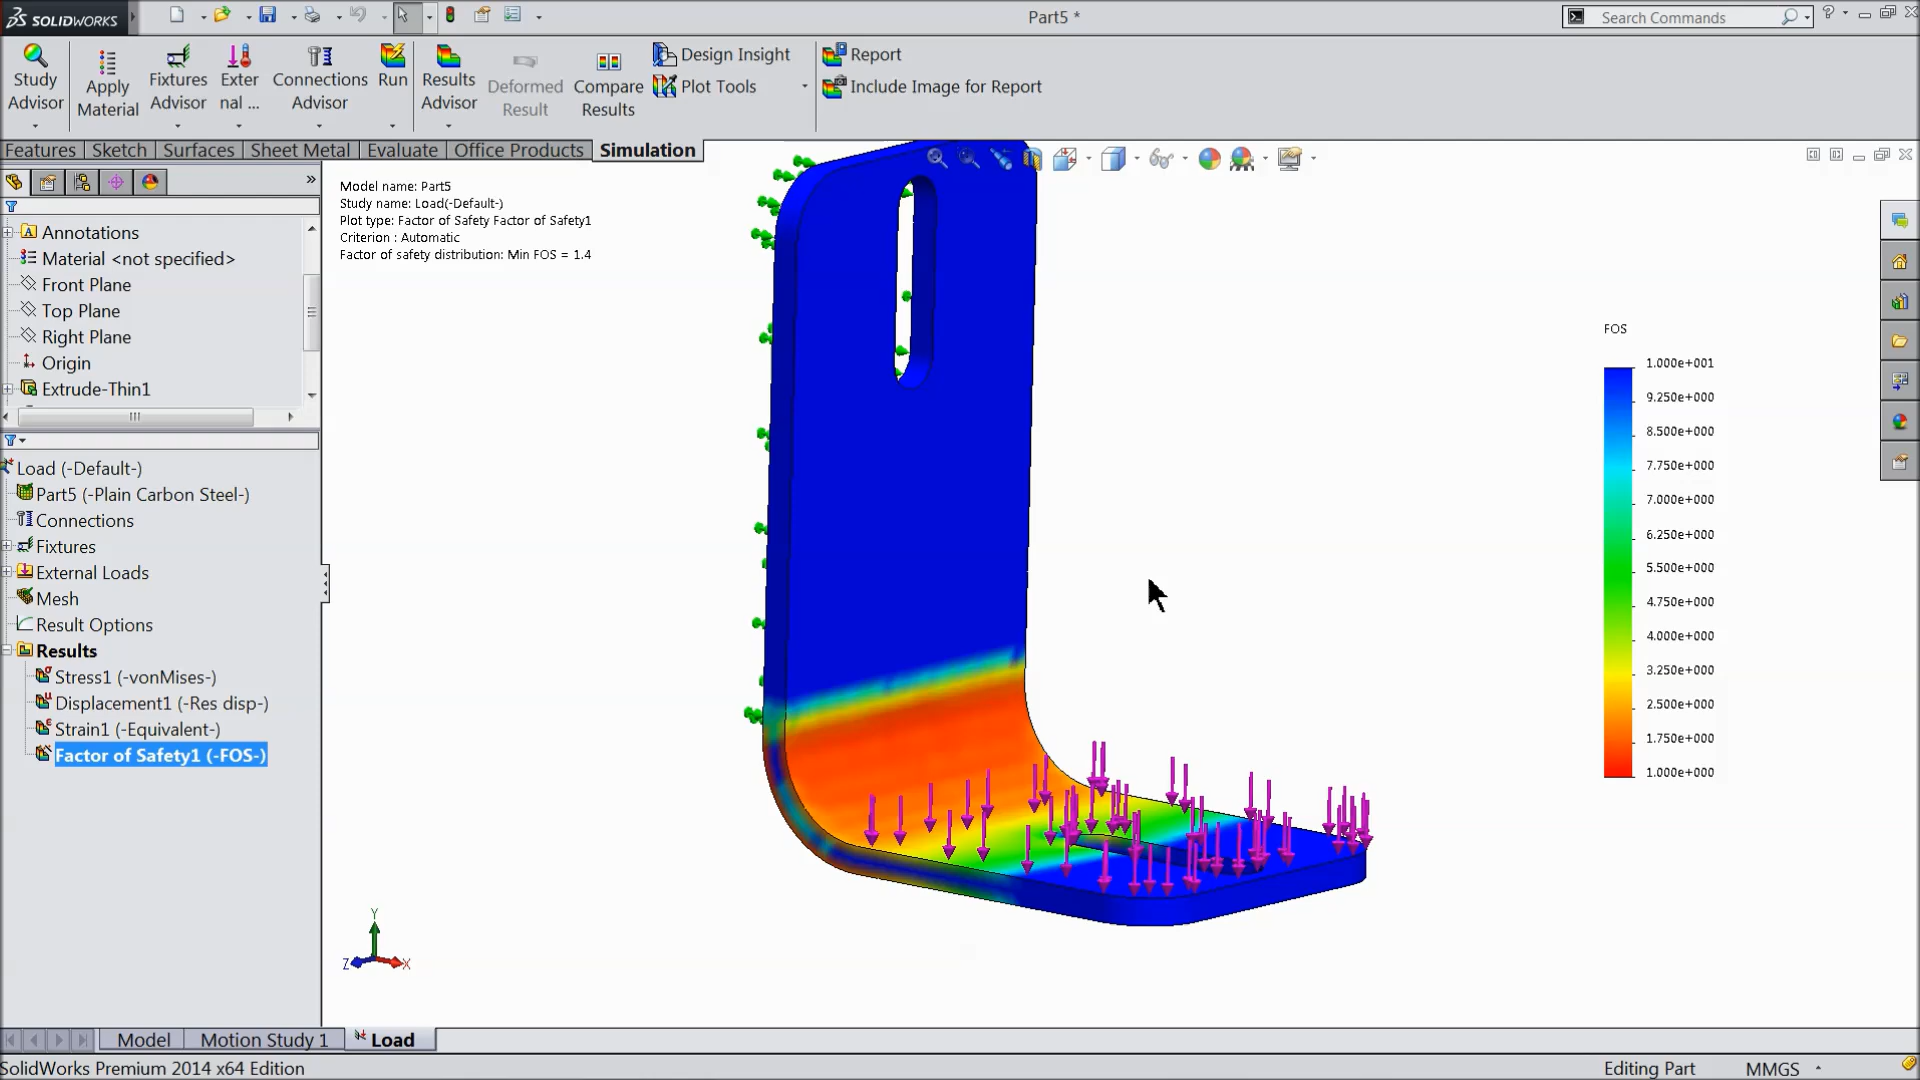 SOLIDWORKS
Part5 *
Search Commands
Study Advisor
Apply Material
Fixtures Advisor
Exter nal ...
Connections Advisor
Run
Results Advisor
Deformed Result
Compare Results
Design Insight
Plot Tools
Report
Include Image for Report
Features
Sketch
Surfaces
Sheet Metal
Evaluate
Office Products
Simulation
Annotations
Material <not specified>
Front Plane
Top Plane
Right Plane
Origin
Extrude-Thin1
Load (-Default-)
Part5 (-Plain Carbon Steel-)
Connections
Fixtures
External Loads
Mesh
Result Options
Results
Stress1 (-vonMises-)
Displacement1 (-Res disp-)
Strain1 (-Equivalent-)
Factor of Safety1 (-FOS-)
Model name: Part5
Study name: Load(-Default-)
Plot type: Factor of Safety Factor of Safety1
Criterion : Automatic
Factor of safety distribution: Min FOS = 1.4
FOS
1.000e+001
9.250e+000
8.500e+000
7.750e+000
7.000e+000
6.250e+000
5.500e+000
4.750e+000
4.000e+000
3.250e+000
2.500e+000
1.750e+000
1.000e+000
Y
Z
X
Model
Motion Study 1
Load
SolidWorks Premium 2014 x64 Edition
Editing Part
MMGS